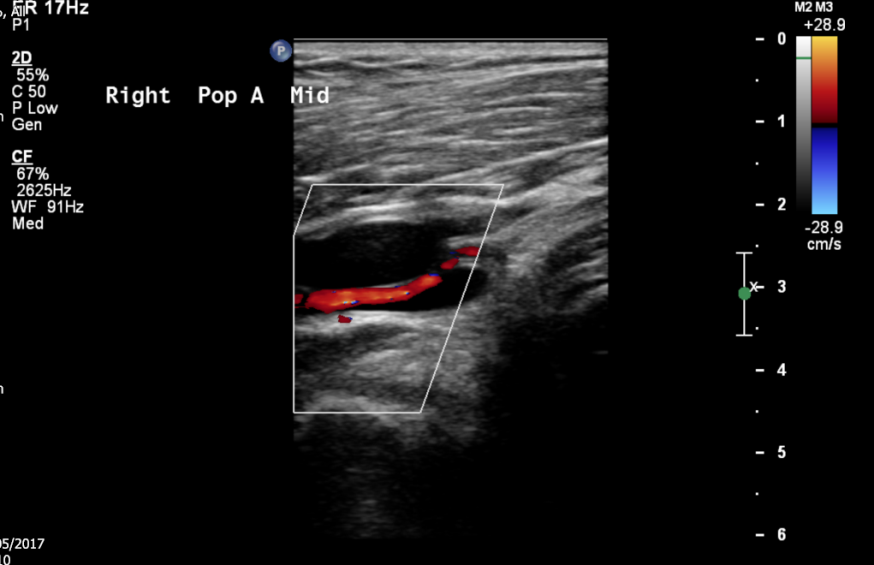 FR 17Hz
P1
2D
55%
C 50
P Low
Gen
CF
67%
2625Hz
WF 91Hz
Med
P
Right Pop A Mid
M2 M3
+28.9
-28.9
cm/s
0
1
2
3
x
4
5
6
05/2017
10